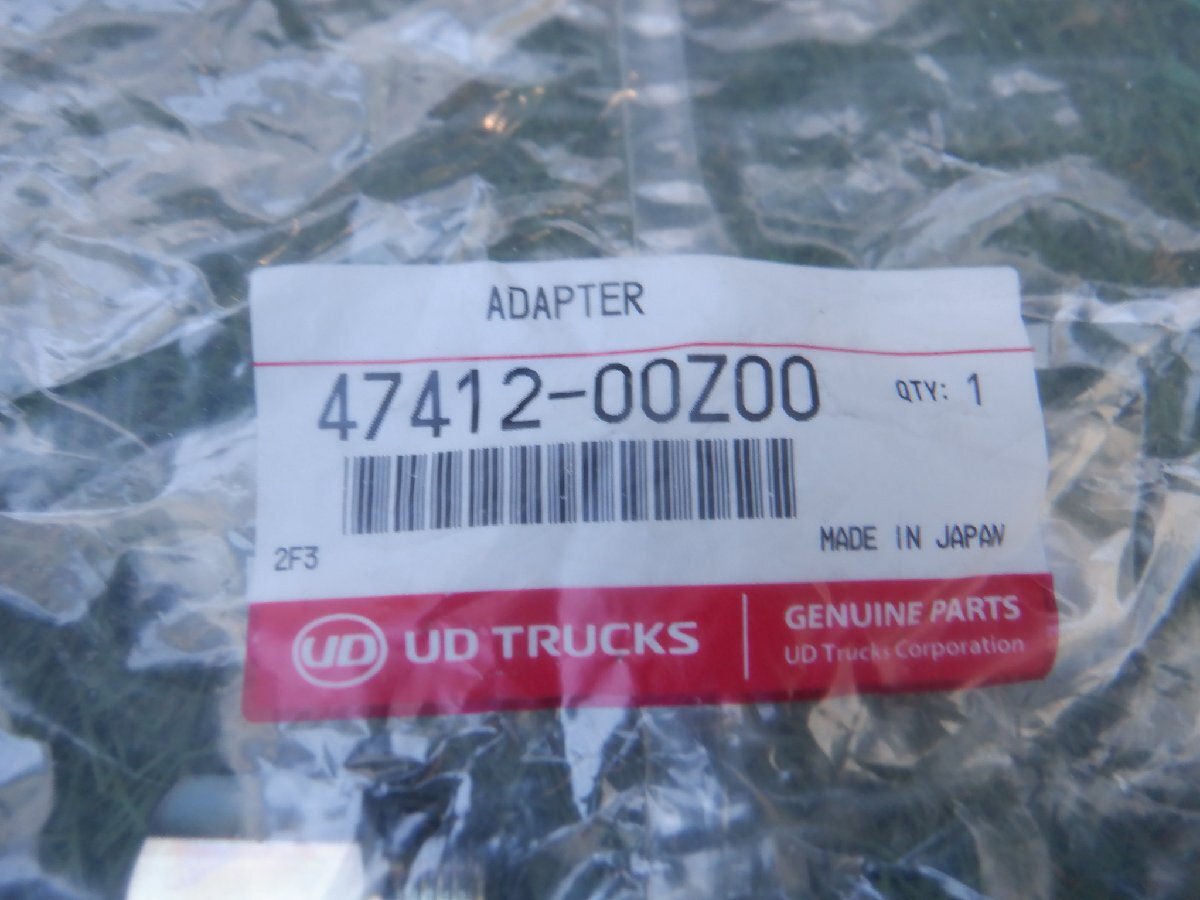 ADAPTER
47412-00Z00 QTY: 1
2F3 MADE IN JAPAN
UD UD TRUCKS GENUINE PARTS
UD Trucks Corporation